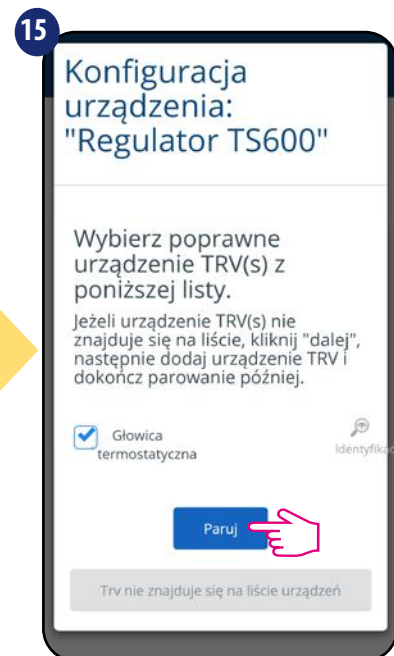 15
Konfiguracja
urządzenia:
"Regulator TS600"
Wybierz poprawne
urządzenie TRV(s) z
poniższej listy.
Jeżeli urządzenie TRV(s) nie
znajduje się na liście, kliknij "dalej",
następnie dodaj urządzenie TRV i
dokończ parowanie później.
Głowica
termostatyczna
Identyfikac
Paruj
Trv nie znajduje się na liście urządzeń